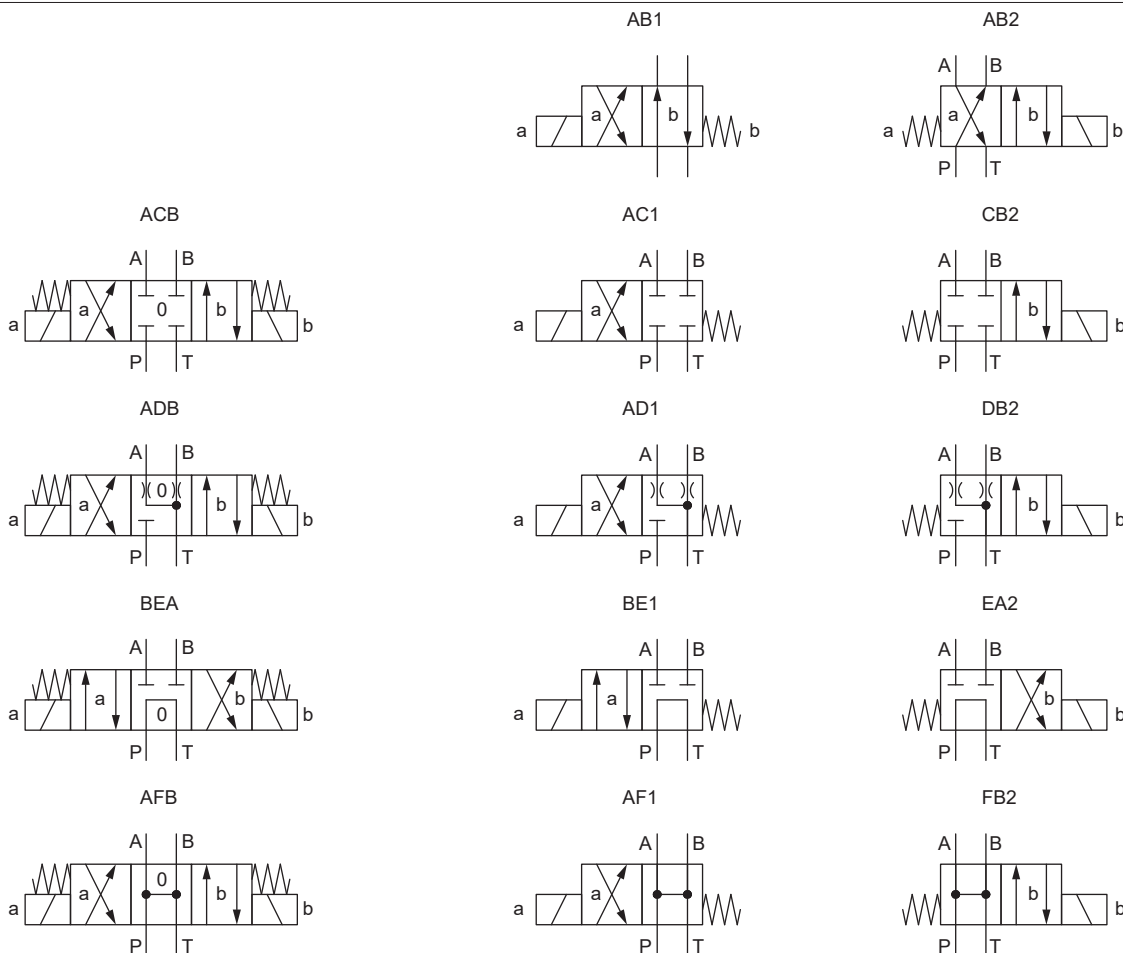 AB1 AB2
A B
a a b b a b
a b
P T
ACB AC1 CB2
A B A B A B
a 0 b a b
a b a b
P T P T P T
ADB AD1 DB2
A B A B A B
0
a b a b
a b a b
P T P T P T
BEA BE1 EA2
A B A B A B
a b a b
a 0 b a b
P T P T P T
AFB AF1 FB2
A B A B A B
0
a b a b
a b a b
P T P T P T